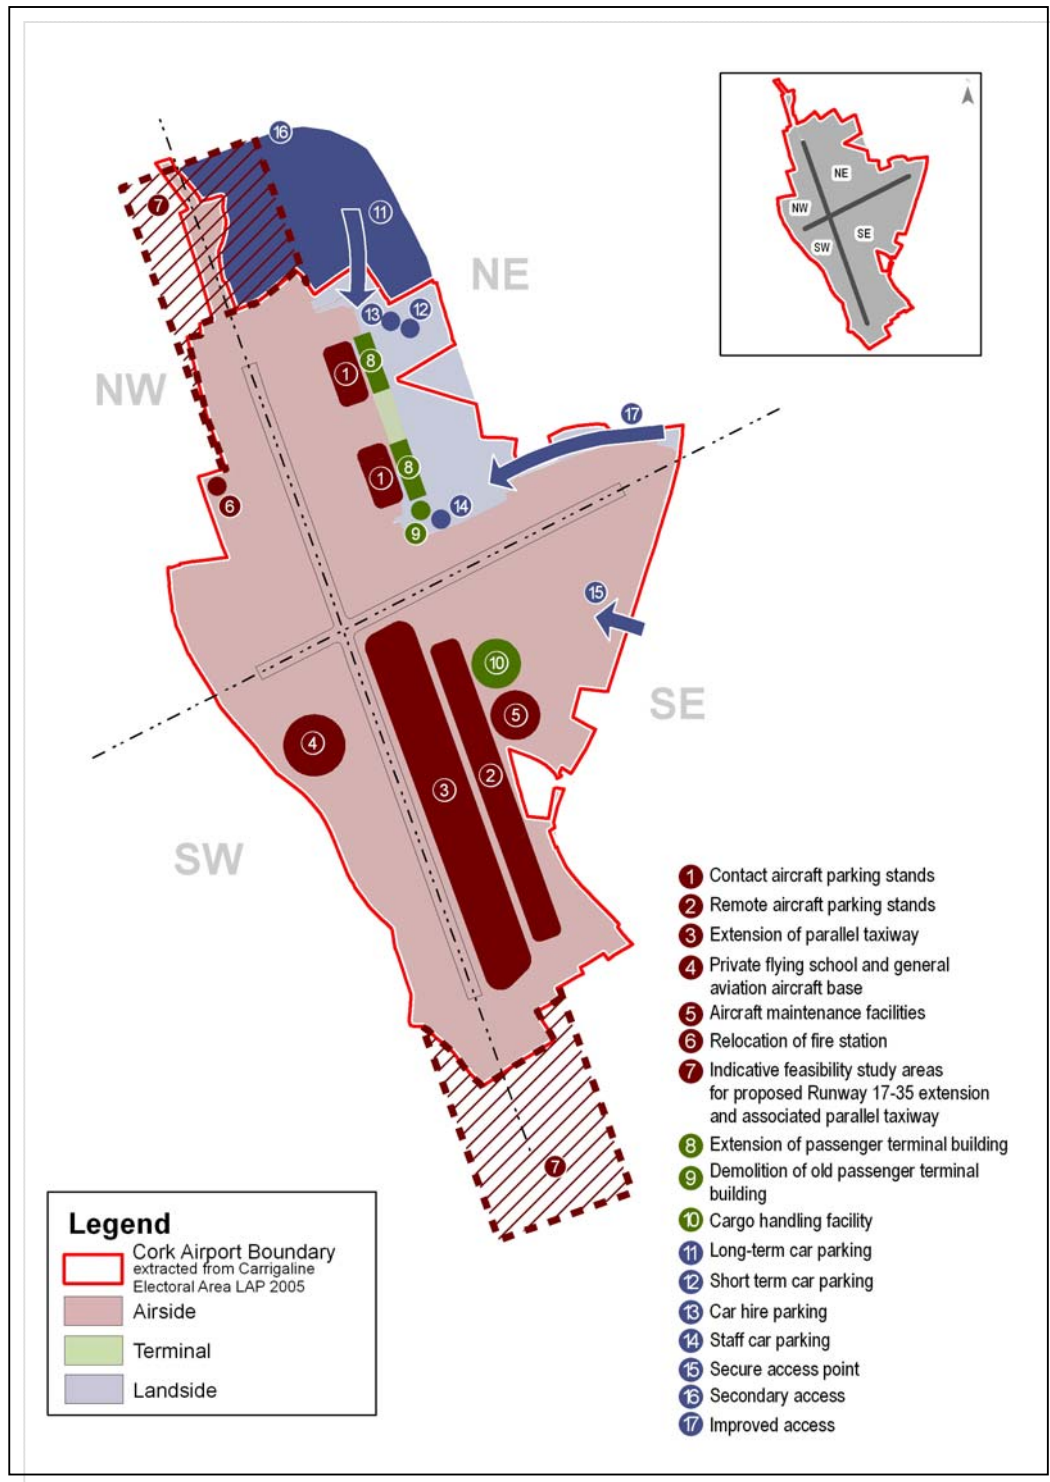 16
7
11
NE
NE
NW
SE
SW
13
12
8
1
NW
17
8
1
6
14
9
15
10
SE
5
4
2
3
SW
1 Contact aircraft parking stands
2 Remote aircraft parking stands
3 Extension of parallel taxiway
4 Private flying school and general
aviation aircraft base
5 Aircraft maintenance facilities
6 Relocation of fire station
7 Indicative feasibility study areas
for proposed Runway 17-35 extension
and associated parallel taxiway
8 Extension of passenger terminal building
9 Demolition of old passenger terminal
building
10 Cargo handling facility
11 Long-term car parking
12 Short term car parking
13 Car hire parking
14 Staff car parking
15 Secure access point
16 Secondary access
17 Improved access
7
Legend
Cork Airport Boundary
extracted from Carrigaline
Electoral Area LAP 2005
Airside
Terminal
Landside